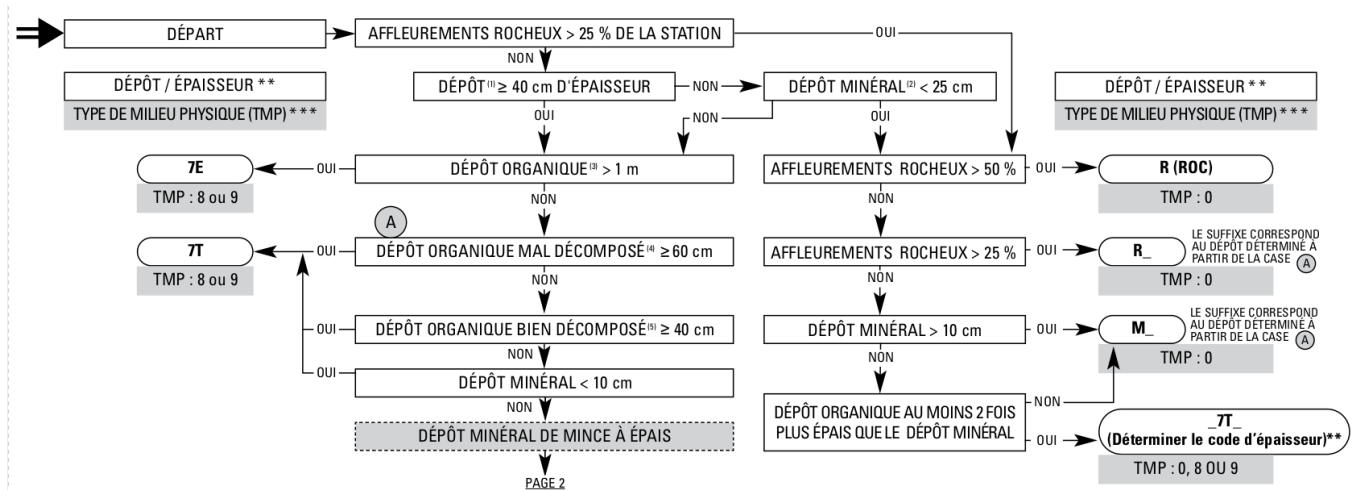 DÉPART
AFFLEUREMENTS ROCHEUX > 25 % DE LA STATION
OUI
NON
DÉPÔT / ÉPAISSEUR **
TYPE DE MILIEU PHYSIQUE (TMP) ***
DÉPÔT (1) ≥ 40 cm D'ÉPAISSEUR
NON
DÉPÔT MINÉRAL (2) < 25 cm
DÉPÔT / ÉPAISSEUR **
TYPE DE MILIEU PHYSIQUE (TMP) ***
OUI
NON
OUI
7E
TMP : 8 ou 9
OUI
DÉPÔT ORGANIQUE (3) > 1 m
AFFLEUREMENTS ROCHEUX > 50 %
OUI
R (ROC)
TMP : 0
NON
NON
A
7T
TMP : 8 ou 9
OUI
DÉPÔT ORGANIQUE MAL DÉCOMPOSÉ (4) ≥ 60 cm
AFFLEUREMENTS ROCHEUX > 25 %
OUI
R_
TMP : 0
LE SUFFIXE CORRESPOND
AU DÉPÔT DÉTERMINÉ À
PARTIR DE LA CASE A
NON
NON
OUI
DÉPÔT ORGANIQUE BIEN DÉCOMPOSÉ (5) ≥ 40 cm
DÉPÔT MINÉRAL > 10 cm
OUI
M_
TMP : 0
LE SUFFIXE CORRESPOND
AU DÉPÔT DÉTERMINÉ À
PARTIR DE LA CASE A
NON
NON
OUI
DÉPÔT MINÉRAL < 10 cm
NON
DÉPÔT MINÉRAL DE MINCE À ÉPAIS
PAGE 2
DÉPÔT ORGANIQUE AU MOINS 2 FOIS
PLUS ÉPAIS QUE LE DÉPÔT MINÉRAL
NON
OUI
_7T_
(Déterminer le code d'épaisseur)**
TMP : 0, 8 OU 9